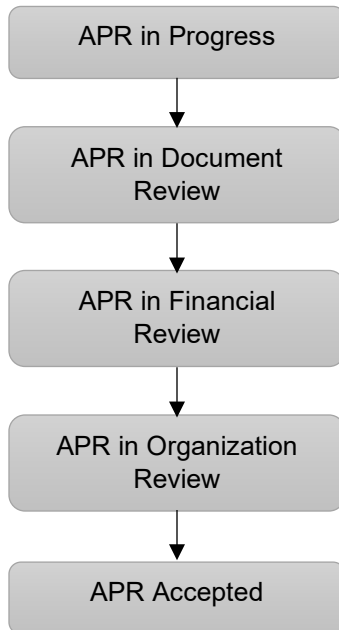 APR in Progress
APR in Document
Review
APR in Financial
Review
APR in Organization
Review
APR Accepted